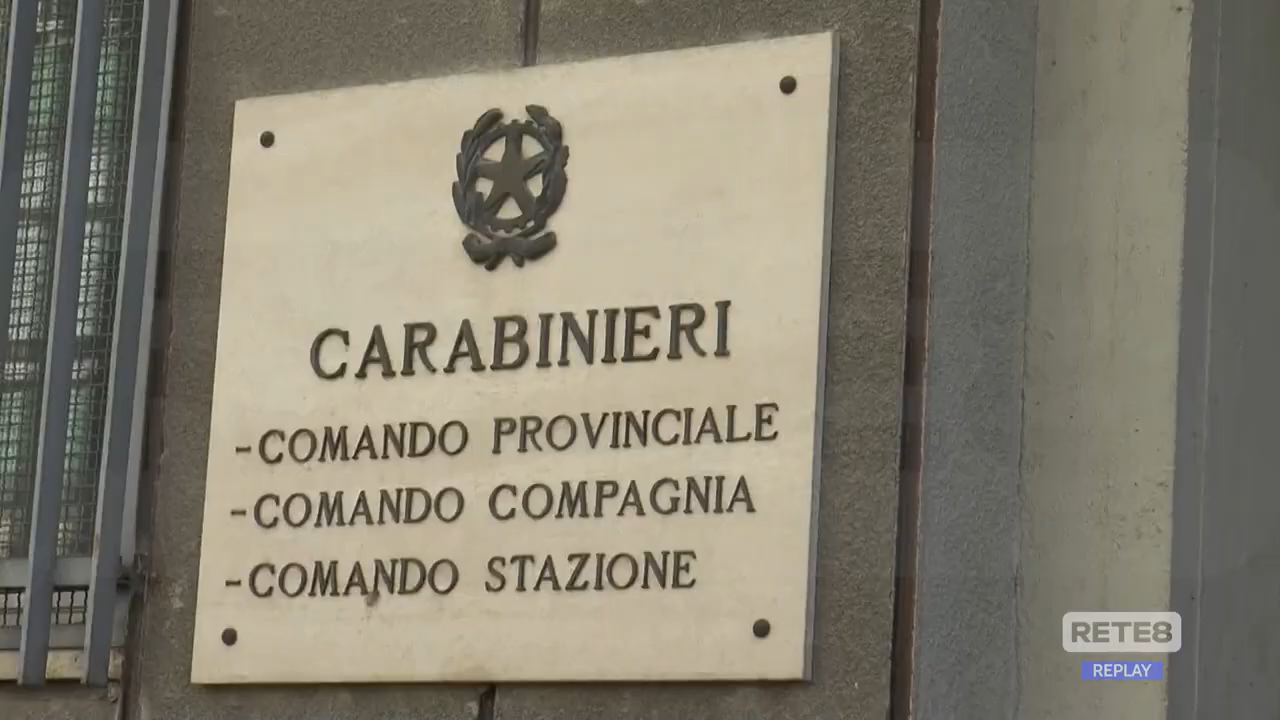 CARABINIERI
-COMANDO PROVINCIALE
-COMANDO COMPAGNIA
-COMANDO STAZIONE
RETE8
REPLAY